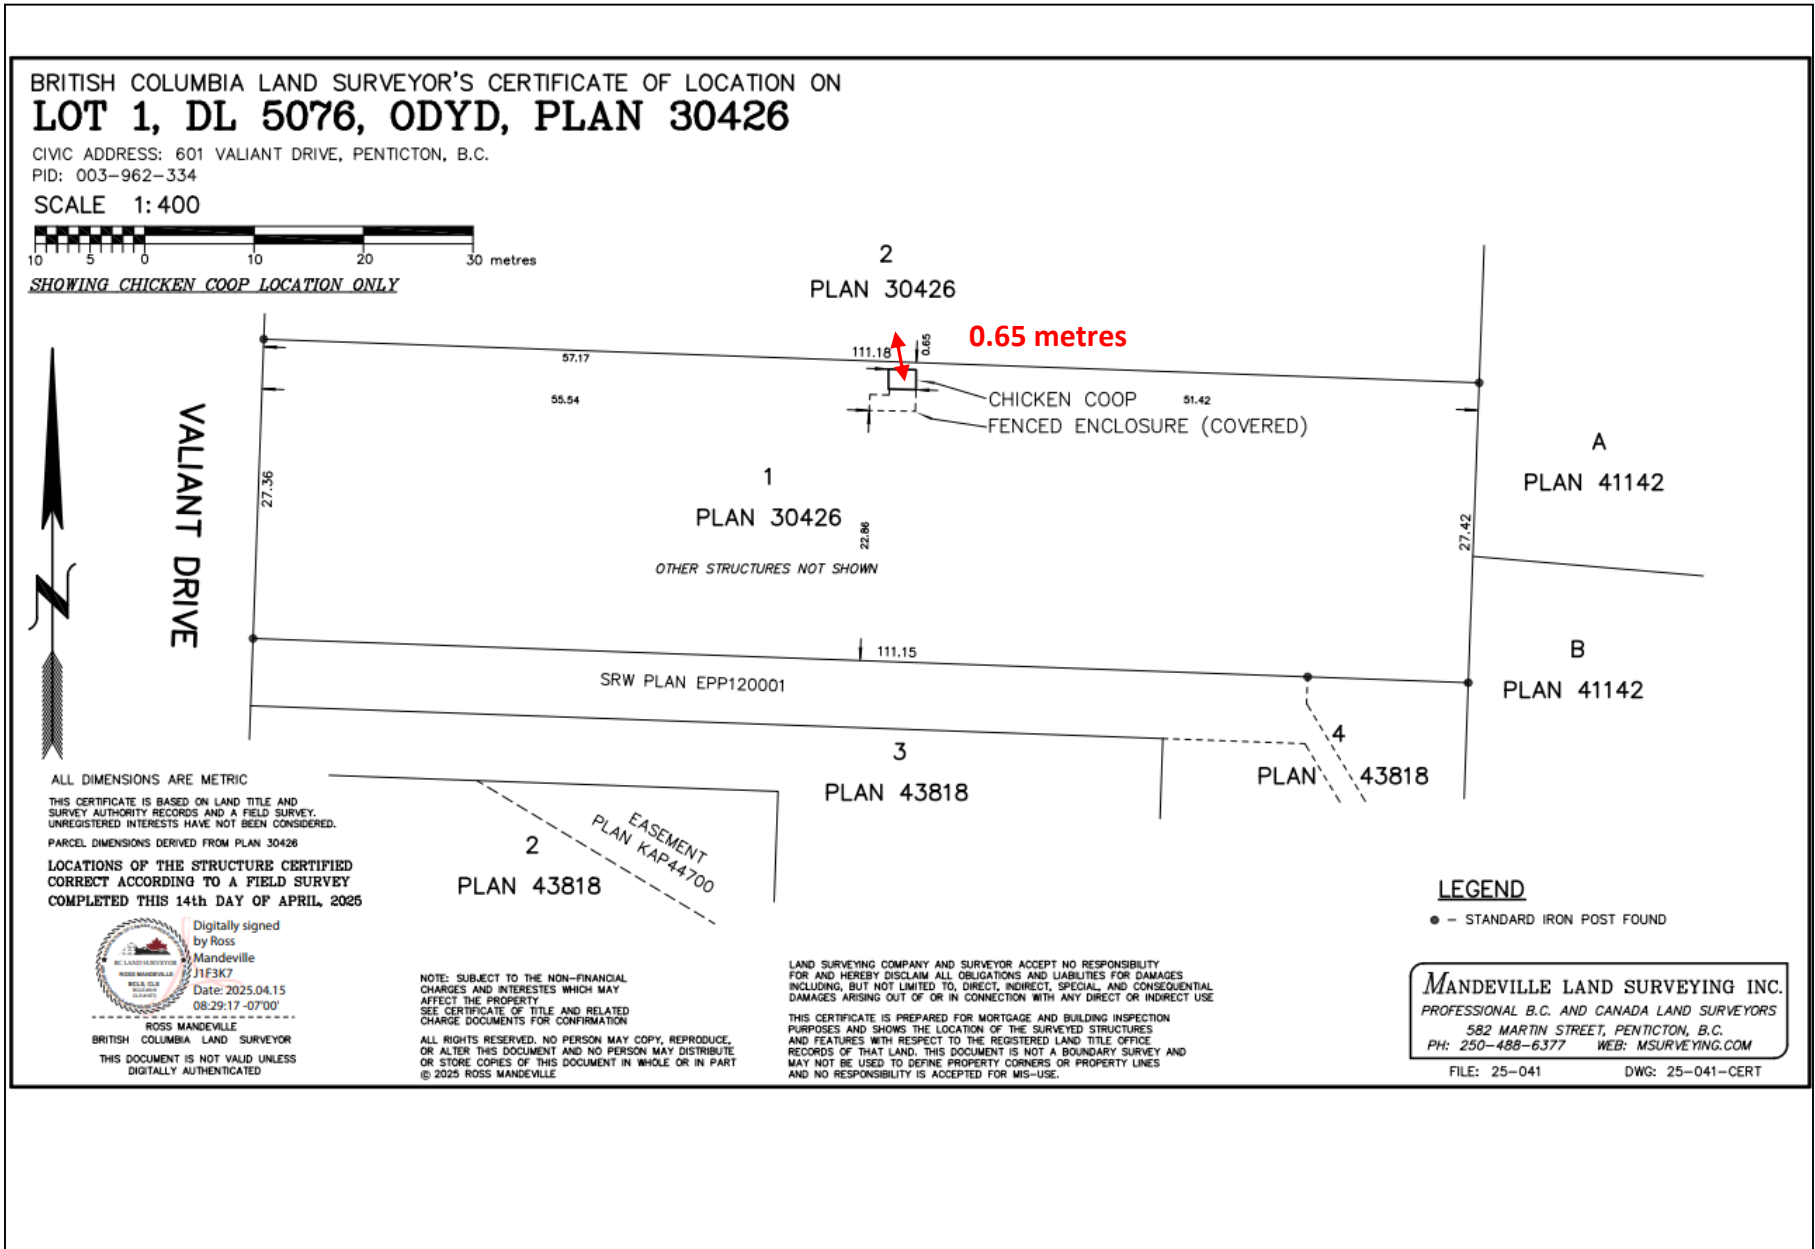 BRITISH COLUMBIA LAND SURVEYOR'S CERTIFICATE OF LOCATION ON
LOT 1, DL 5076, ODYD, PLAN 30426
CIVIC ADDRESS: 601 VALIANT DRIVE, PENTICTON, B.C.
PID: 003-962-334
SCALE 1:400
10 5 0 10 20 30 metres
SHOWING CHICKEN COOP LOCATION ONLY
2
PLAN 30426
0.65 metres
0.65
111.18
57.17
55.54
CHICKEN COOP
51.42
FENCED ENCLOSURE (COVERED)
VALIANT DRIVE
27.36
N
1
PLAN 30426
22.86
OTHER STRUCTURES NOT SHOWN
27.42
A
PLAN 41142
B
PLAN 41142
111.15
SRW PLAN EPP120001
3
PLAN 43818
4
PLAN 43818
2
PLAN 43818
EASEMENT
PLAN KAP44700
ALL DIMENSIONS ARE METRIC
THIS CERTIFICATE IS BASED ON LAND TITLE AND
SURVEY AUTHORITY RECORDS AND A FIELD SURVEY.
UNREGISTERED INTERESTS HAVE NOT BEEN CONSIDERED.
PARCEL DIMENSIONS DERIVED FROM PLAN 30426
LOCATIONS OF THE STRUCTURE CERTIFIED
CORRECT ACCORDING TO A FIELD SURVEY
COMPLETED THIS 14th DAY OF APRIL, 2025
BC LAND SURVEYOR
ROSS MANDEVILLE
BCLS, CLS
Digitally signed
by Ross
Mandeville
J1F3K7
Date: 2025.04.15
08:29:17 -07'00'
ROSS MANDEVILLE
BRITISH COLUMBIA LAND SURVEYOR
THIS DOCUMENT IS NOT VALID UNLESS
DIGITALLY AUTHENTICATED
NOTE: SUBJECT TO THE NON-FINANCIAL
CHARGES AND INTERESTES WHICH MAY
AFFECT THE PROPERTY
SEE CERTIFICATE OF TITLE AND RELATED
CHARGE DOCUMENTS FOR CONFIRMATION
ALL RIGHTS RESERVED. NO PERSON MAY COPY, REPRODUCE,
OR ALTER THIS DOCUMENT AND NO PERSON MAY DISTRIBUTE
OR STORE COPIES OF THIS DOCUMENT IN WHOLE OR IN PART
© 2025 ROSS MANDEVILLE
LAND SURVEYING COMPANY AND SURVEYOR ACCEPT NO RESPONSIBILITY
FOR AND HEREBY DISCLAIM ALL OBLIGATIONS AND LIABILITIES FOR DAMAGES
INCLUDING, BUT NOT LIMITED TO, DIRECT, INDIRECT, SPECIAL, AND CONSEQUENTIAL
DAMAGES ARISING OUT OF OR IN CONNECTION WITH ANY DIRECT OR INDIRECT USE
THIS CERTIFICATE IS PREPARED FOR MORTGAGE AND BUILDING INSPECTION
PURPOSES AND SHOWS THE LOCATION OF THE SURVEYED STRUCTURES
AND FEATURES WITH RESPECT TO THE REGISTERED LAND TITLE OFFICE
RECORDS OF THAT LAND. THIS DOCUMENT IS NOT A BOUNDARY SURVEY AND
MAY NOT BE USED TO DEFINE PROPERTY CORNERS OR PROPERTY LINES
AND NO RESPONSIBILITY IS ACCEPTED FOR MIS-USE.
LEGEND
- STANDARD IRON POST FOUND
MANDEVILLE LAND SURVEYING INC.
PROFESSIONAL B.C. AND CANADA LAND SURVEYORS
582 MARTIN STREET, PENTICTON, B.C.
PH: 250-488-6377 WEB: MSURVEYING.COM
FILE: 25-041 DWG: 25-041-CERT